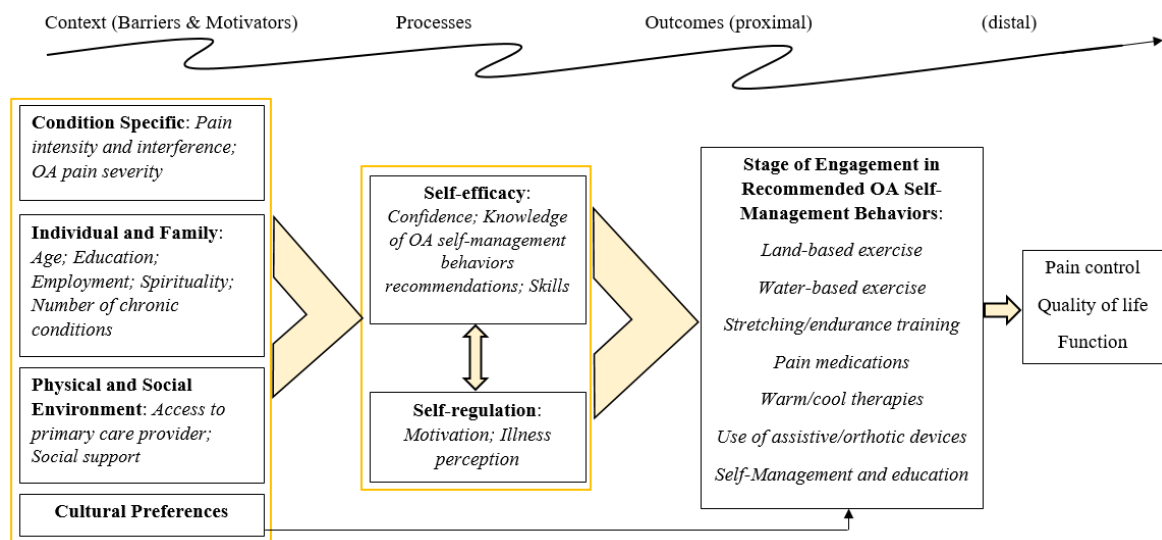 Context (Barriers & Motivators)
Processes
Outcomes (proximal)
(distal)
Condition Specific: Pain
intensity and interference;
OA pain severity
Individual and Family:
Age; Education;
Employment; Spirituality;
Number of chronic
conditions
Physical and Social
Environment: Access to
primary care provider;
Social support
Cultural Preferences
Self-efficacy:
Confidence; Knowledge
of OA self-management
behaviors
recommendations; Skills
Self-regulation:
Motivation; Illness
perception
Stage of Engagement in
Recommended OA Self-
Management Behaviors:
Land-based exercise
Water-based exercise
Stretching/endurance training
Pain medications
Warm/cool therapies
Use of assistive/orthotic devices
Self-Management and education
Pain control
Quality of life
Function